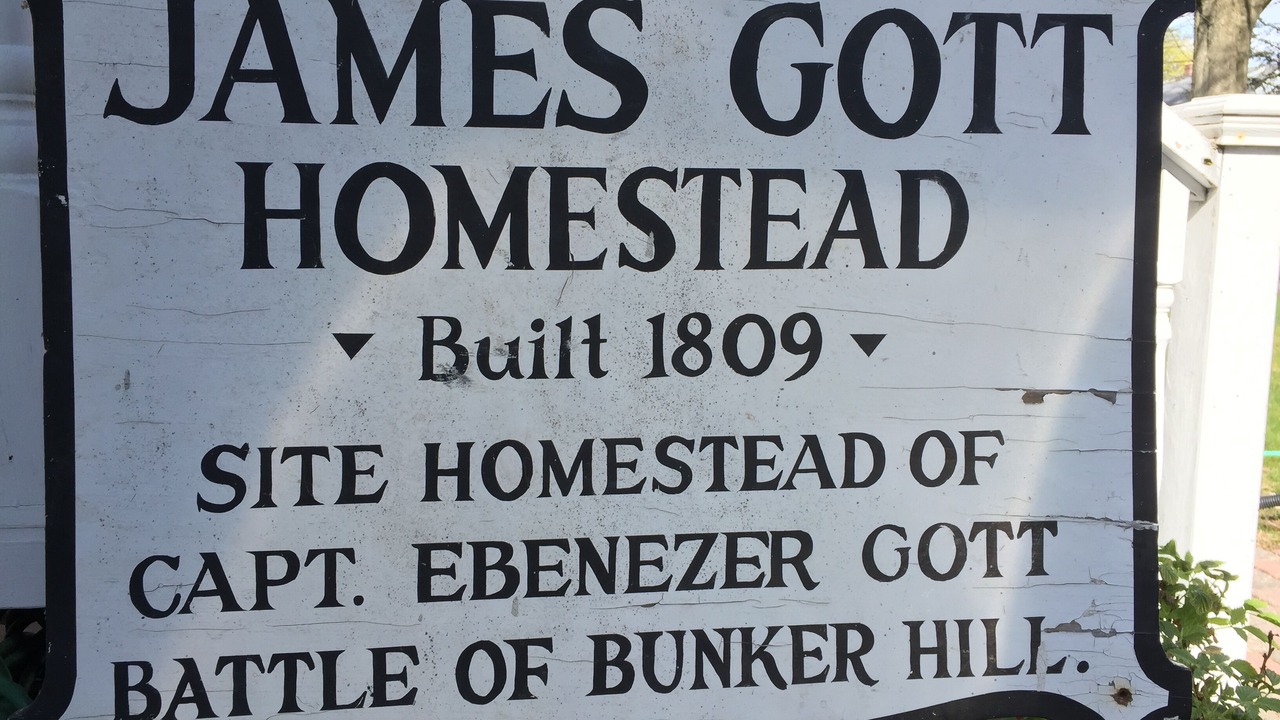 JAMES GOTT
HOMESTEAD
Built 1809
SITE HOMESTEAD OF
CAPT. EBENEZER GOTT
BATTLE OF BUNKER HILL.